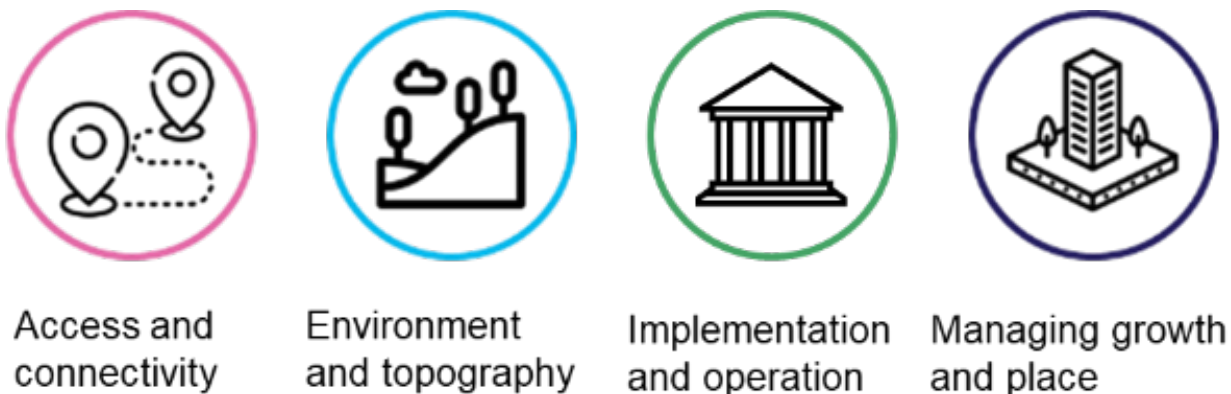 Access and
connectivity
Environment
and topography
Implementation
and operation
Managing growth
and place